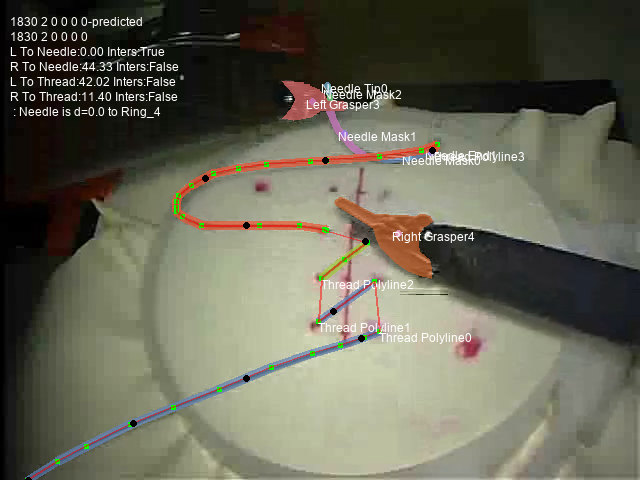 1830 2 0 0 0 0-predicted
1830 2 0 0 0 0
L To Needle:0.00 Inters:True
R To Needle:44.33 Inters:False
L To Thread:42.02 Inters:False
R To Thread:11.40 Inters:False
: Needle is d=0.0 to Ring_4
Needle Tip0
Needle Mask2
Left Grasper3
Needle Mask1
Needle End1
Polyline3
Needle Mask0
Right Grasper4
Thread Polyline2
Thread Polyline1
Thread Polyline0